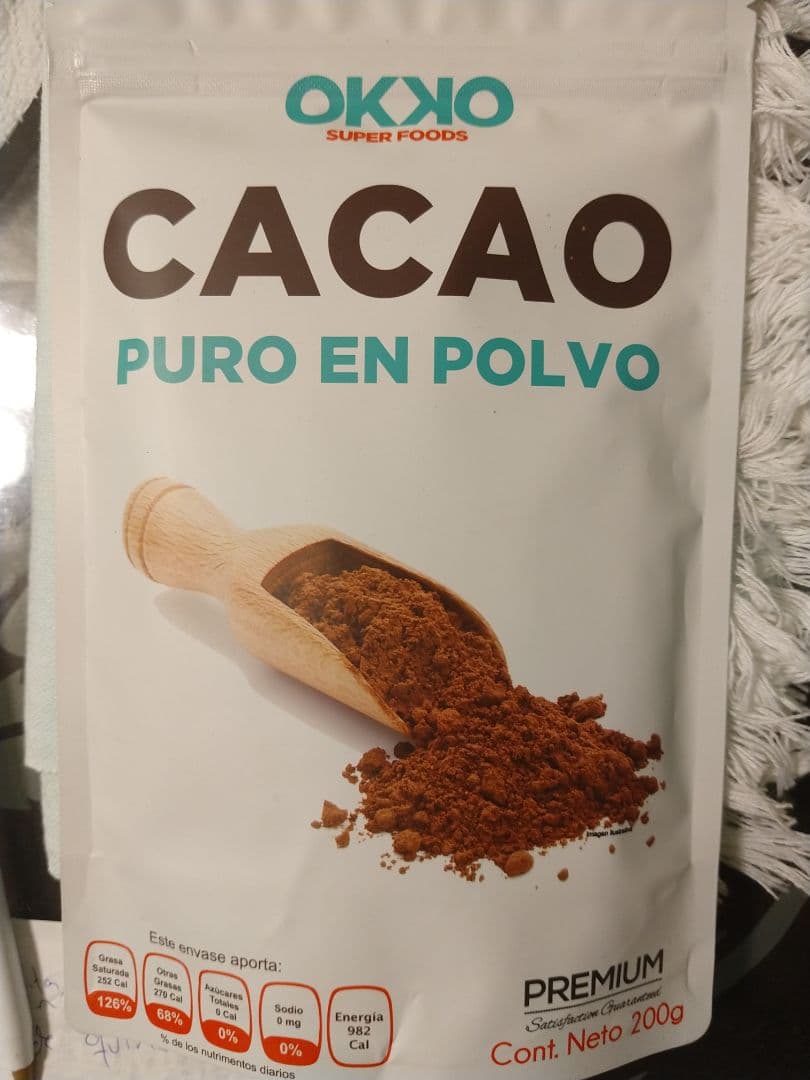 OKKO
SUPER FOODS
CACAO
PURO EN POLVO
Imagen ilustrativa
Este envase aporta:
Grasa
Saturada
252 Cal
126%
Otras
Grasas
270 Cal
68%
Azúcares
Totales
0 Cal
0%
Sodio
0 mg
0%
Energía
982
Cal
% de los nutrimentos diarios
PREMIUM
Satisfaction Guaranteed
Cont. Neto 200g